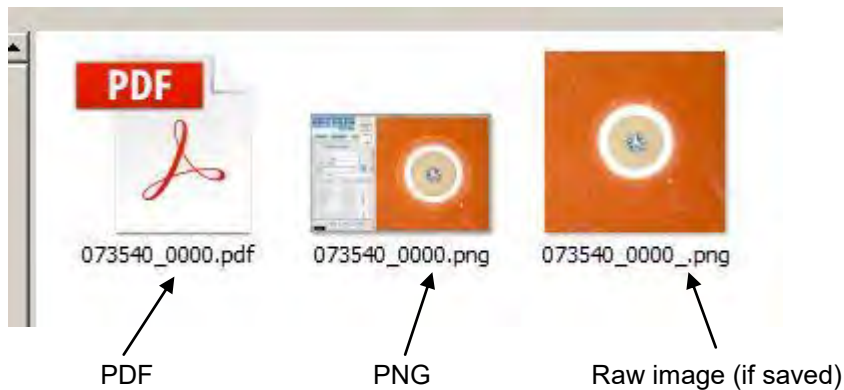 PDF
073540_0000.pdf
073540_0000.png
073540_0000_.png
PDF
PNG
Raw image (if saved)